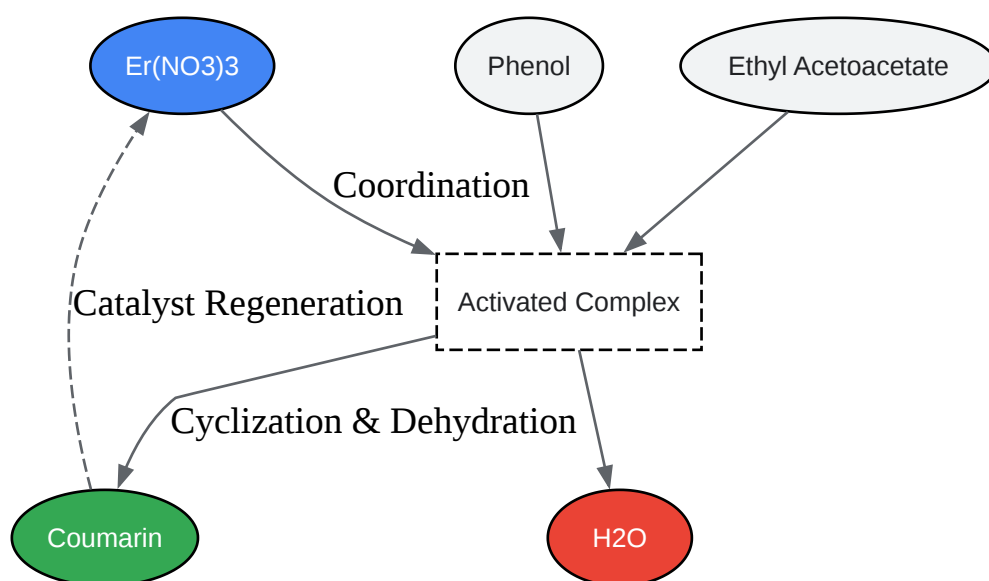 Er(NO3)3
Phenol
Ethyl Acetoacetate
Coordination
Activated Complex
Catalyst Regeneration
Cyclization & Dehydration
Coumarin
H2O